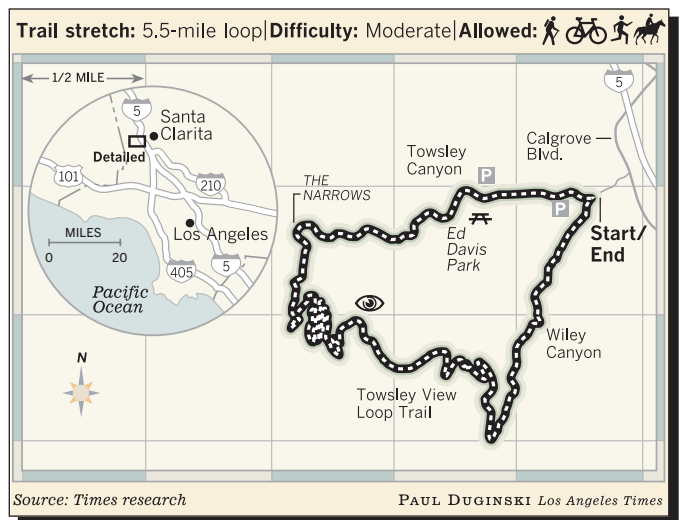 Trail stretch: 5.5-mile loop|Difficulty: Moderate|Allowed:
1/2 MILE
5
Santa
Clarita
Detailed
101
210
Los Angeles
MILES
0 20
405
5
Pacific
Ocean
N
5
Calgrove
Blvd.
Towsley
Canyon
P
THE
NARROWS
P
Ed
Davis
Park
Start/
End
Wiley
Canyon
Towsley View
Loop Trail
Source: Times research
PAUL DUGINSKI Los Angeles Times